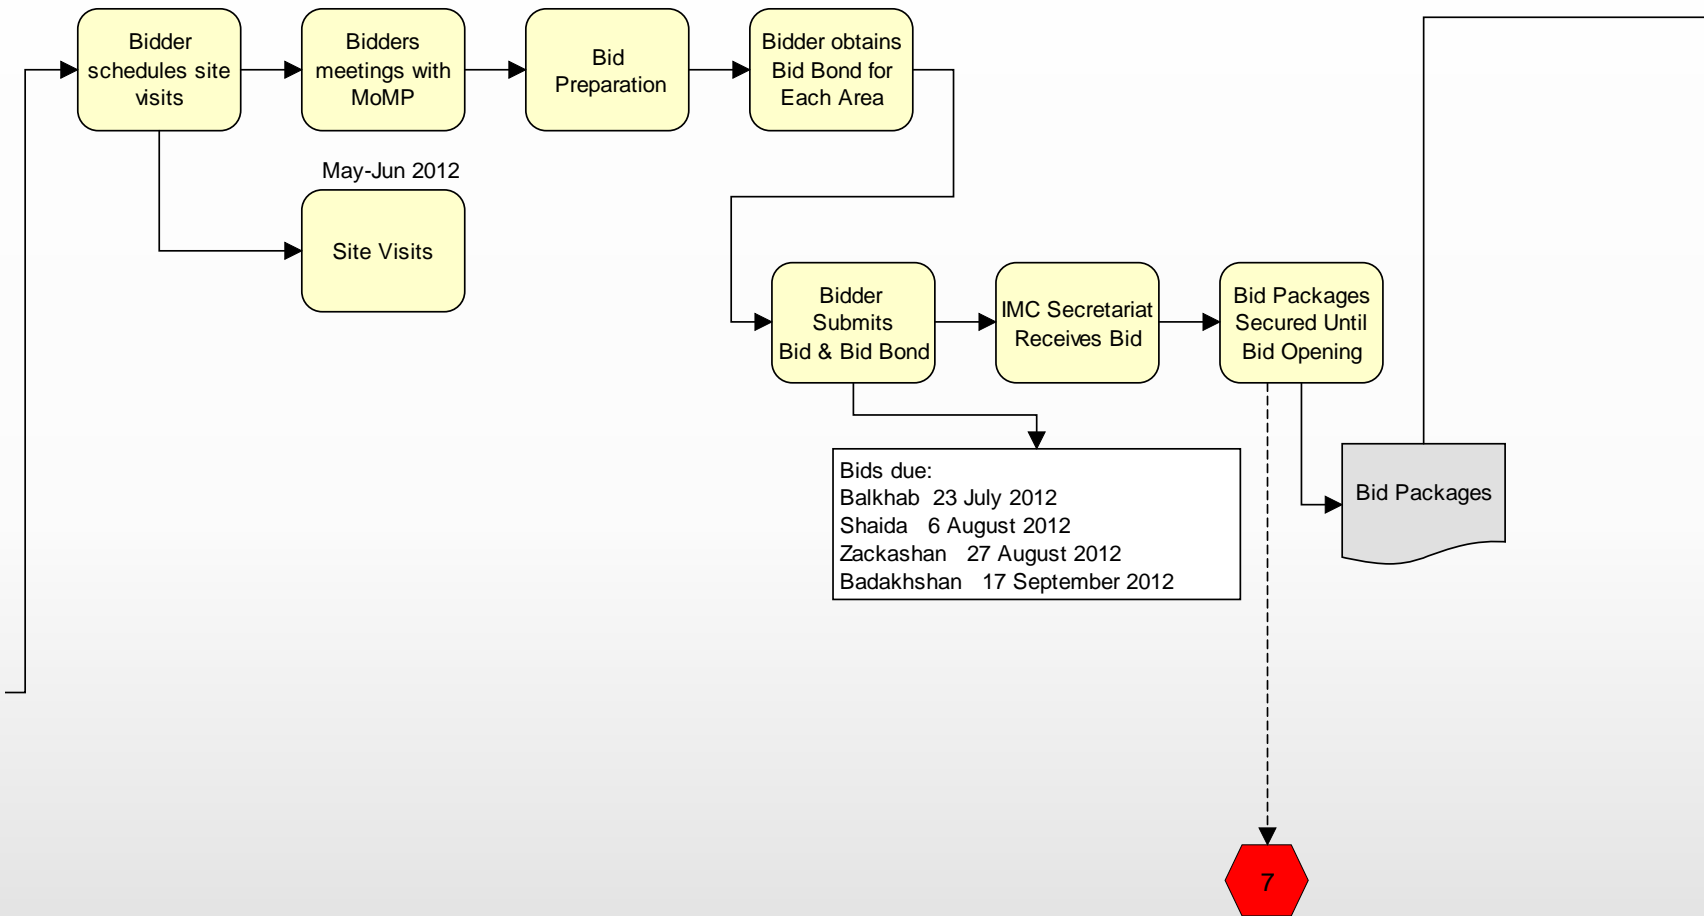 Bidder
schedules site
visits
Bidders
meetings with
MoMP
Bid
Preparation
Bidder obtains
Bid Bond for
Each Area
May-Jun 2012
Site Visits
Bidder
Submits
Bid & Bid Bond
IMC Secretariat
Receives Bid
Bid Packages
Secured Until
Bid Opening
Bids due:
Balkhab 23 July 2012
Shaida 6 August 2012
Zackashan 27 August 2012
Badakhshan 17 September 2012
Bid Packages
7